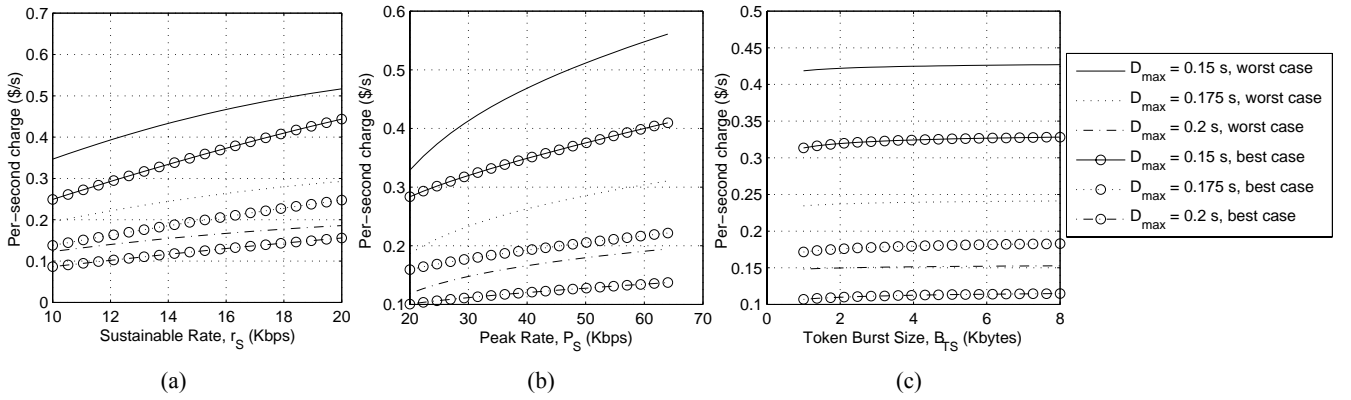 0.7
0.6
0.5
0.4
0.3
0.2
0.1
0
10 12 14 16 18 20
Per−second charge ($/s)
Sustainable Rate, r_S (Kbps)
(a)
0.6
0.5
0.4
0.3
0.2
0.1
20 30 40 50 60 70
Per−second charge ($/s)
Peak Rate, P_S (Kbps)
(b)
0.5
0.45
0.4
0.35
0.3
0.25
0.2
0.15
0.1
0 2 4 6 8
Per−second charge ($/s)
Token Burst Size, B_TS (Kbytes)
(c)
D_max = 0.15 s, worst case
D_max = 0.175 s, worst case
D_max = 0.2 s, worst case
D_max = 0.15 s, best case
D_max = 0.175 s, best case
D_max = 0.2 s, best case